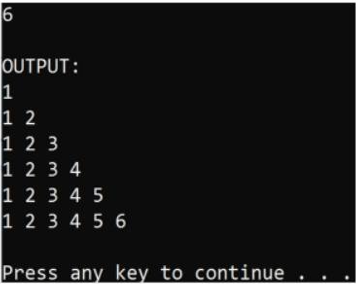 6
OUTPUT:
1
1 2
1 2 3
1 2 3 4
1 2 3 4 5
1 2 3 4 5 6
Press any key to continue . . .